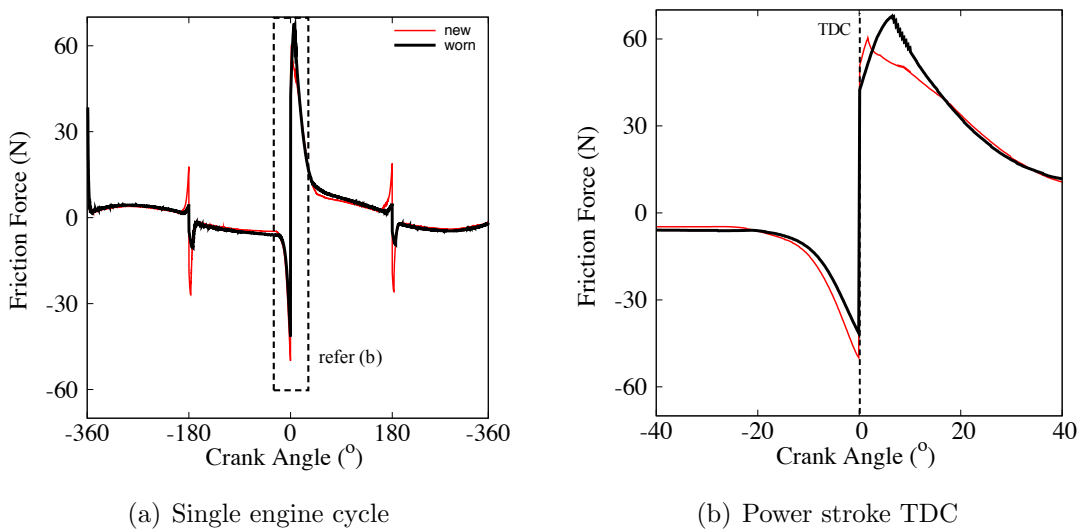 60
30
0
-30
-60
Friction Force (N)
new
worn
refer (b)
-360
-180
0
180
-360
Crank Angle (º)
(a) Single engine cycle
TDC
60
30
0
-30
-60
Friction Force (N)
-40
-20
0
20
40
Crank Angle (º)
(b) Power stroke TDC